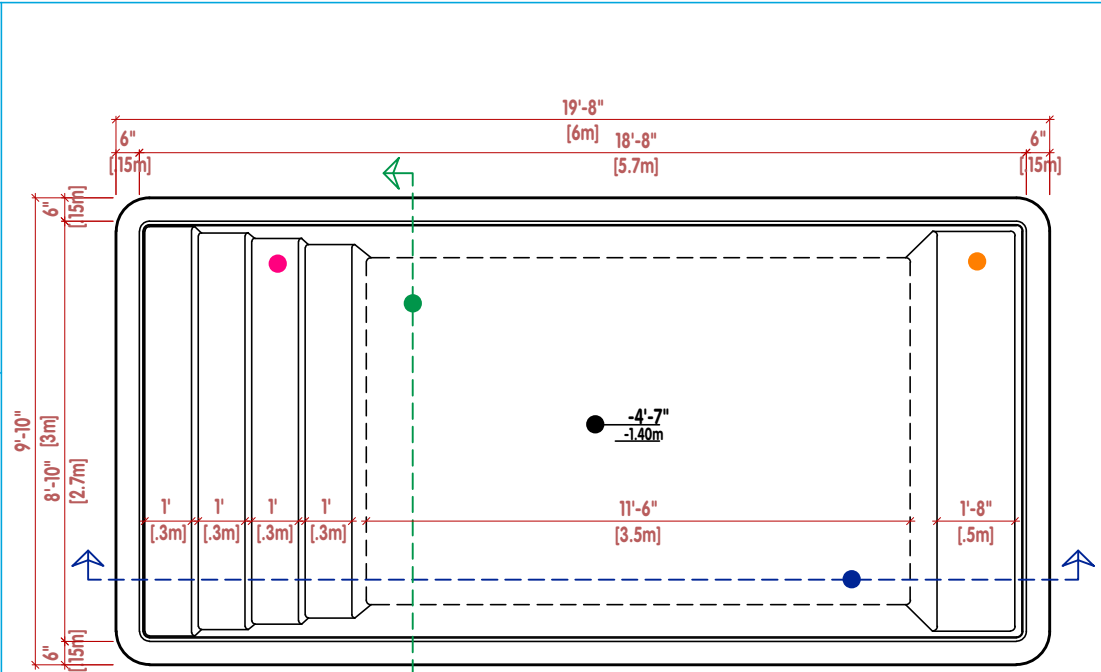 19'-8"
[6m]
6"
[.15m]
18'-8"
[5.7m]
6"
[.15m]
6"
[.15m]
9'-10"
[3m]
8'-10"
[2.7m]
-4'-7"
-1.40m
1'
[.3m]
1'
[.3m]
1'
[.3m]
1'
[.3m]
11'-6"
[3.5m]
1'-8"
[.5m]
6"
[.15m]